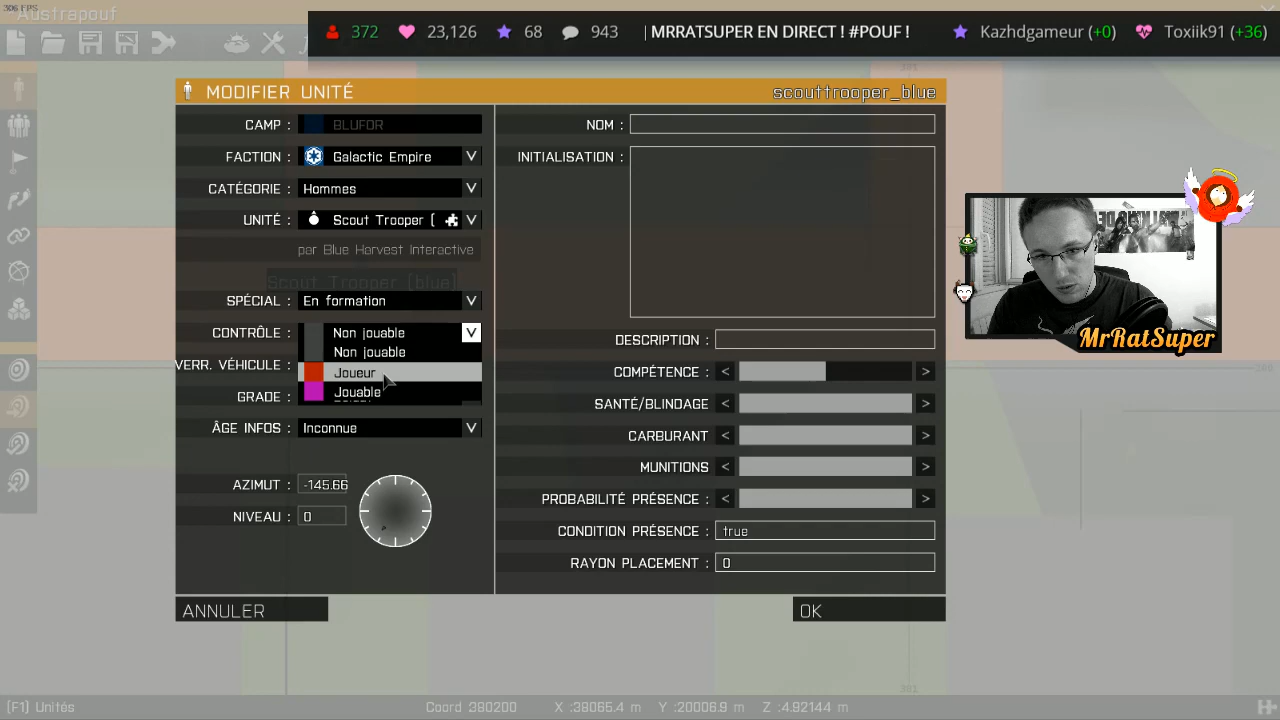 306 FPS
Austrapouf
372 23,126 68 943 | MRRATSUPER EN DIRECT ! #POUF ! Kazhdgameur (+0) Toxiik91 (+36)
MODIFIER UNITÉ scouttrooper_blue
CAMP : BLUFOR
FACTION : Galactic Empire
CATÉGORIE : Hommes
UNITÉ : Scout Trooper (
par Blue Harvest Interactive
Scout Trooper [blue]
SPÉCIAL : En formation
CONTRÔLE : Non jouable
Non jouable
VERR. VÉHICULE : Joueur
GRADE : Jouable
ÂGE INFOS : Inconnue
AZIMUT : -145.66
NIVEAU : 0
NOM :
INITIALISATION :
DESCRIPTION :
COMPÉTENCE : < >
SANTÉ/BLINDAGE < >
CARBURANT < >
MUNITIONS < >
PROBABILITÉ PRÉSENCE : < >
CONDITION PRÉSENCE : true
RAYON PLACEMENT : 0
ANNULER OK
MrRatSuper
(F1) Unités Coord 380200 X :38065.4 m Y :20006.9 m Z :4.92144 m